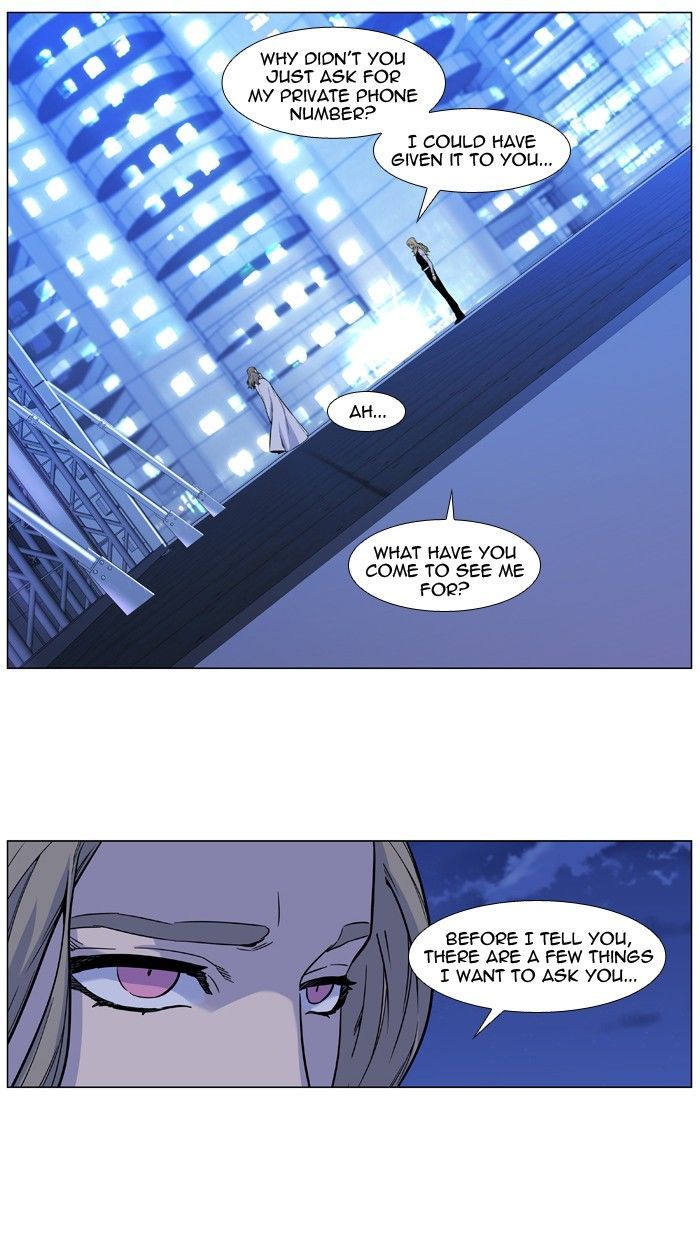 WHY DIDN'T YOU
JUST ASK FOR
MY PRIVATE PHONE
NUMBER?
I COULD HAVE
GIVEN IT TO YOU...
AH...
WHAT HAVE YOU
COME TO SEE ME
FOR?
BEFORE I TELL YOU,
THERE ARE A FEW THINGS
I WANT TO ASK YOU...